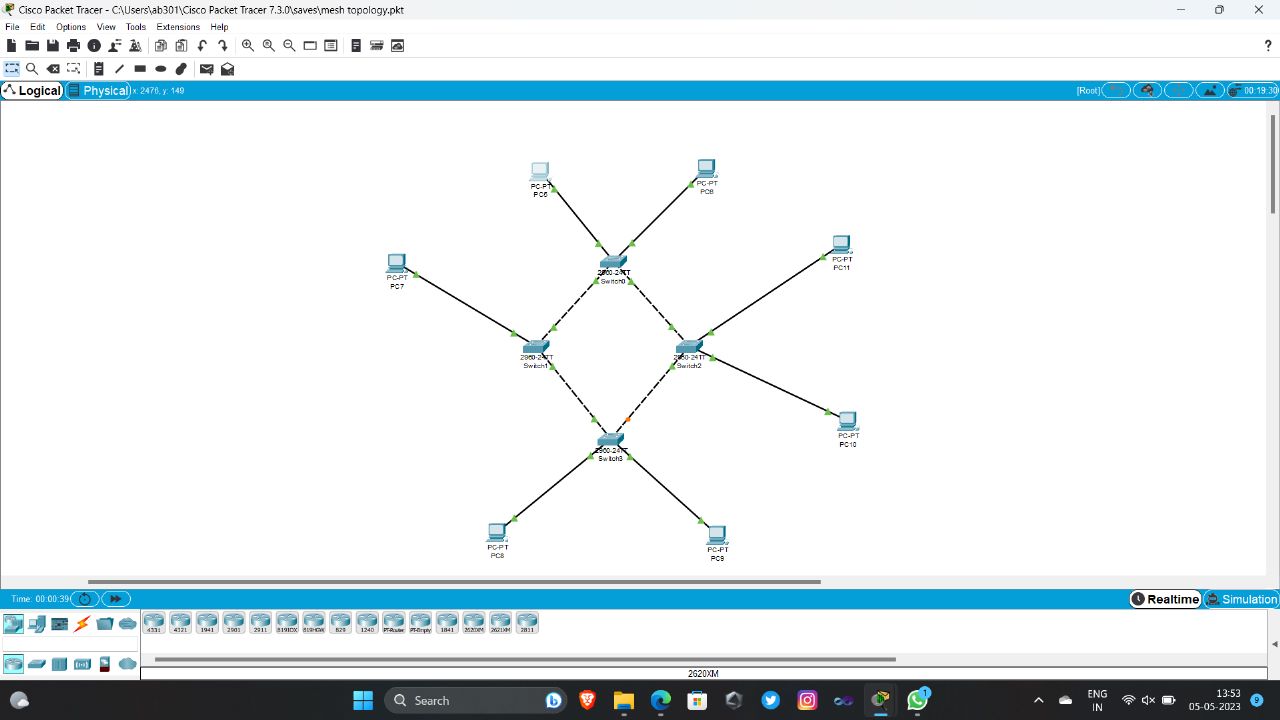 Cisco Packet Tracer - C:\Users\ab301\Cisco Packet Tracer 7.3.0\saves\mesh topology.pkt
File Edit Options View Tools Extensions Help
Logical Physical x: 2476, y: 149 [Root] 00:19:30
PC-PT
PC-PT
PC-PT
PC11
PC-PT
PC7
2960-24TT
Switch0
2960-24TT
Switch1
2960-24TT
Switch2
PC-PT
PC10
2960-24TT
Switch3
PC-PT
PC-PT
PC9
Time: 00:00:39 Realtime Simulation
4331 4321 1941 2901 2911 819HGW 829 1240 PT-Router PT-Empty 1841 2620XM 2621XM 2811
2620XM
Search
ENG
IN
13:53
05-05-2023
9
1